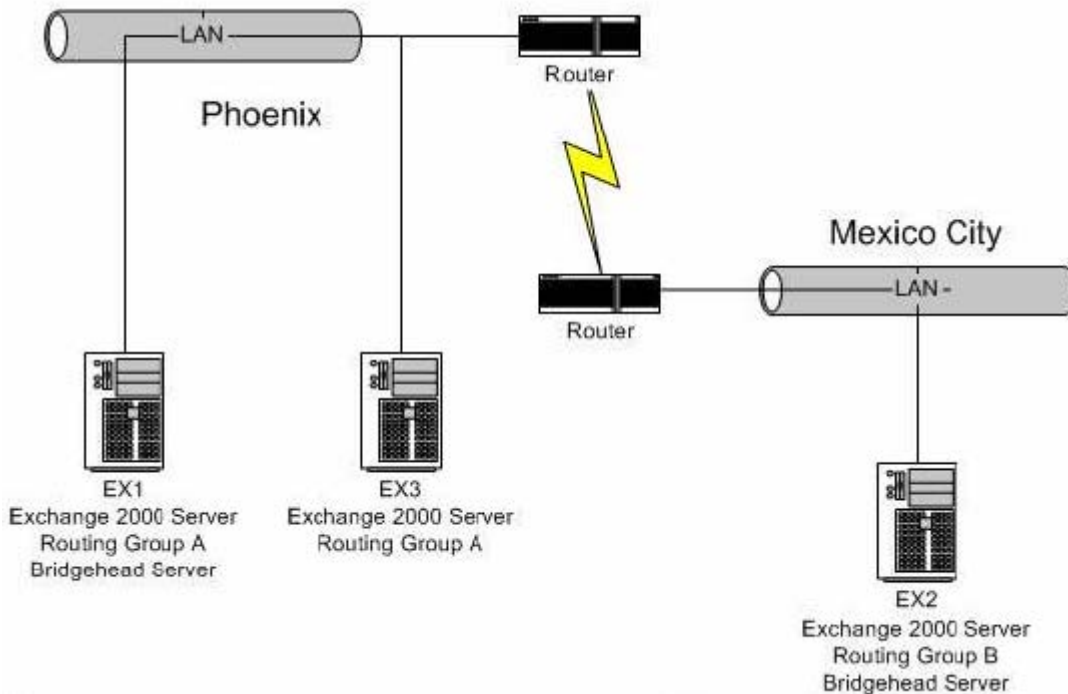 LAN
Router
Phoenix
Mexico City
LAN -
Router
EX1
Exchange 2000 Server
Routing Group A
Bridgehead Server
EX3
Exchange 2000 Server
Routing Group A
EX2
Exchange 2000 Server
Routing Group B
Bridgehead Server